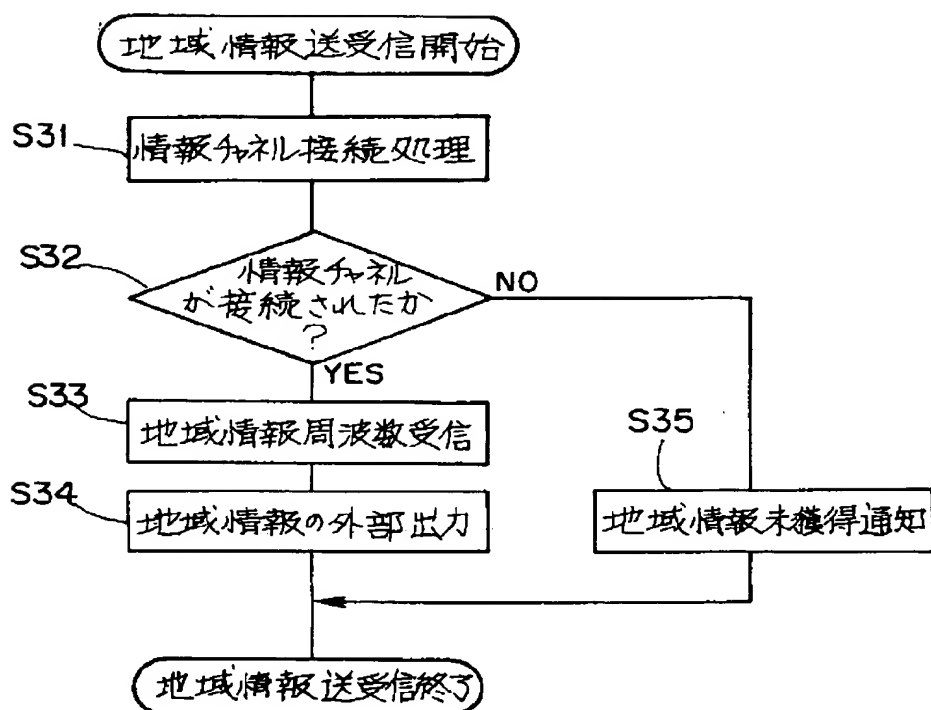 地域情報送受信開始
S31
情報チャネル接続処理
S32
情報チャネル
が接続されたか
?
NO
YES
S33
地域情報周波数受信
S35
S34
地域情報の外部出力
地域情報未獲得通知
地域情報送受信終了